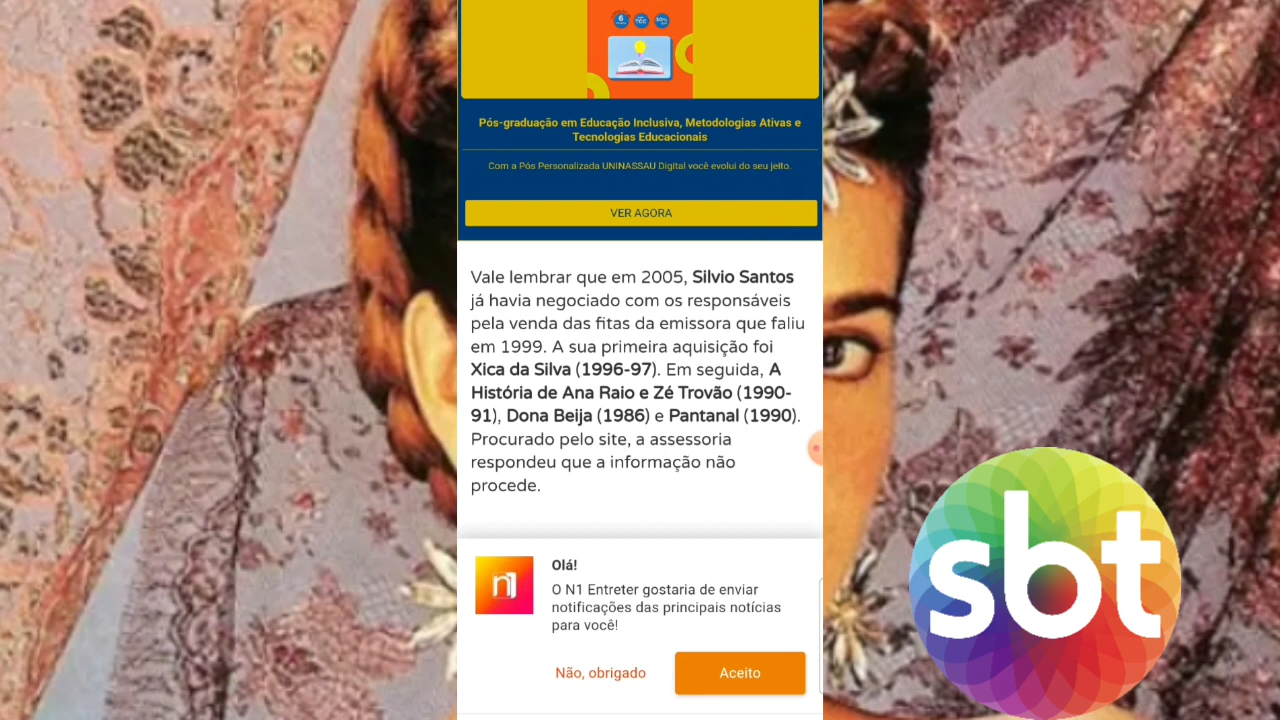 6
TCC
Pós-graduação em Educação Inclusiva, Metodologias Ativas e
Tecnologias Educacionais
Com a Pós Personalizada UNINASSAU Digital você evolui do seu jeito.
VER AGORA
Vale lembrar que em 2005, Silvio Santos
já havia negociado com os responsáveis
pela venda das fitas da emissora que faliu
em 1999. A sua primeira aquisição foi
Xica da Silva (1996-97). Em seguida, A
História de Ana Raio e Zé Trovão (1990-
91), Dona Beija (1986) e Pantanal (1990).
Procurado pelo site, a assessoria
respondeu que a informação não
procede.
Olá!
O N1 Entreter gostaria de enviar
notificações das principais notícias
para você!
Não, obrigado
Aceito
n1
sbt